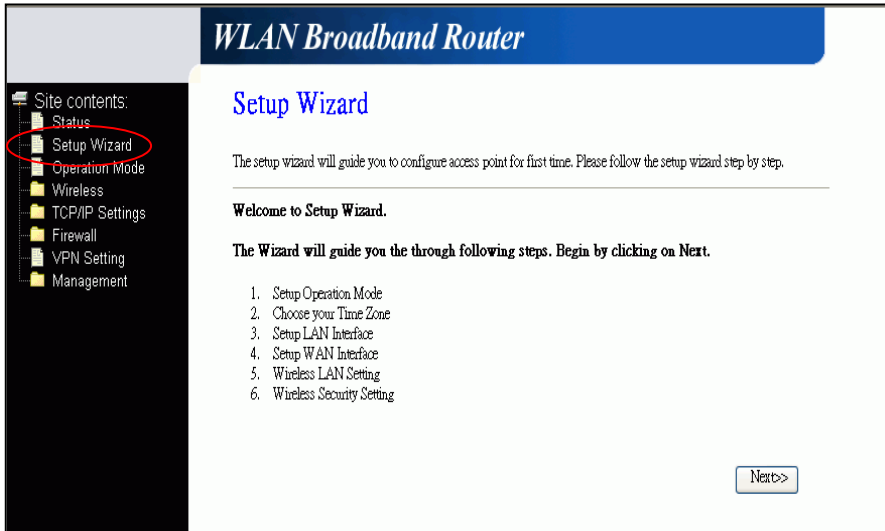 WLAN Broadband Router
Site contents:
Status
Setup Wizard
Operation Mode
Wireless
TCP/IP Settings
Firewall
VPN Setting
Management
Setup Wizard
The setup wizard will guide you to configure access point for first time. Please follow the setup wizard step by step.
Welcome to Setup Wizard.
The Wizard will guide you the through following steps. Begin by clicking on Next.
1. Setup Operation Mode
2. Choose your Time Zone
3. Setup LAN Interface
4. Setup WAN Interface
5. Wireless LAN Setting
6. Wireless Security Setting
Next>>